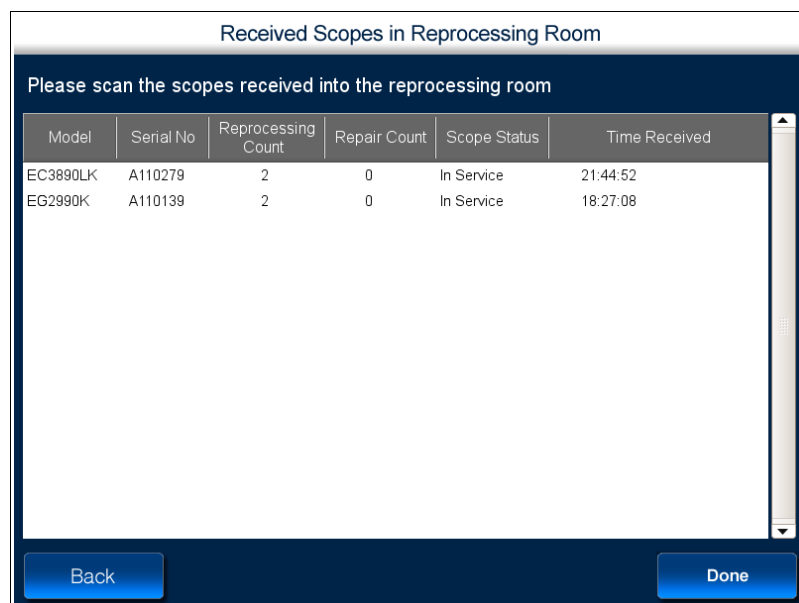 Received Scopes in Reprocessing Room
Please scan the scopes received into the reprocessing room
Model Serial No Reprocessing Count Repair Count Scope Status Time Received
EC3890LK A110279 2 0 In Service 21:44:52
EG2990K A110139 2 0 In Service 18:27:08
Back Done